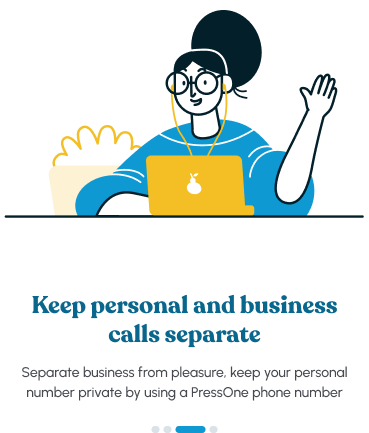 Keep personal and business
calls separate
Separate business from pleasure, keep your personal
number private by using a PressOne phone number